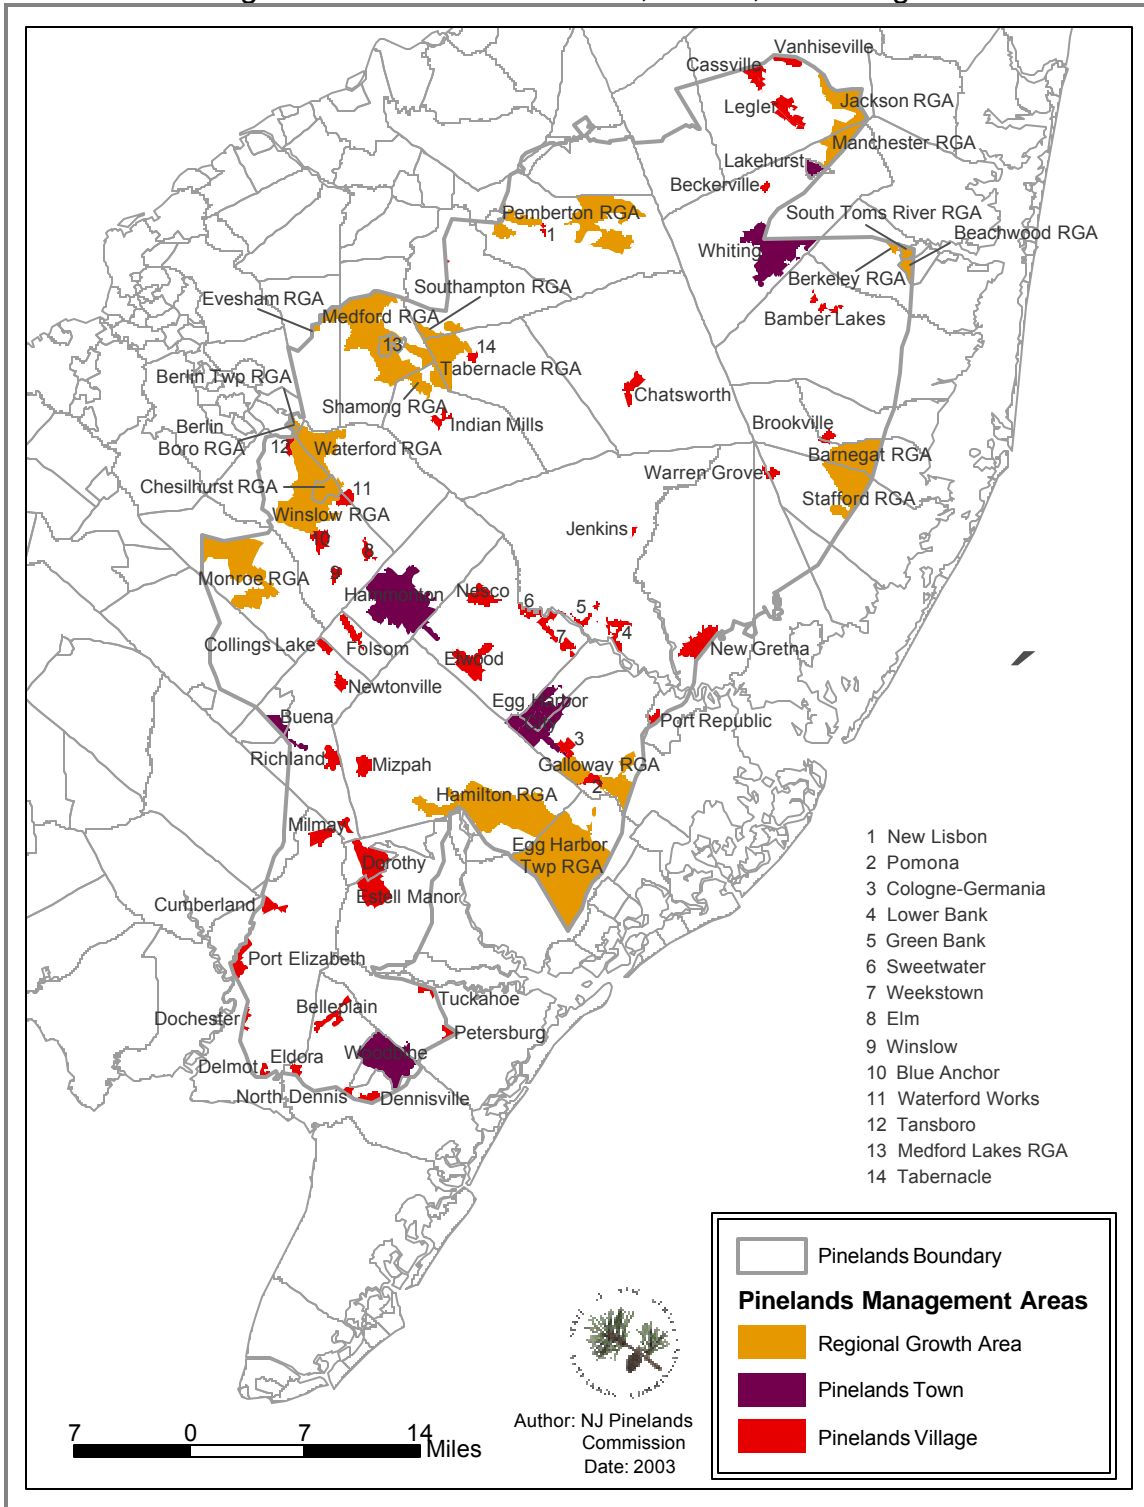 Vanhiseville
Cassville
Legler
Jackson RGA
Manchester RGA
Lakehurst
Beckerville
Pemberton RGA
1
South Toms River RGA
Beachwood RGA
Whiting
Berkeley RGA
Southampton RGA
Evesham RGA
Medford RGA
Bamber Lakes
13
14
Tabernacle RGA
Berlin Twp RGA
Shamong RGA
Chatsworth
Indian Mills
Berlin
Boro RGA
12
Waterford RGA
Brookville
Barnegat RGA
Warren Grove
Chesilhurst RGA
11
Stafford RGA
Winslow RGA
Jenkins
10
8
9
Monroe RGA
Hammonton
Nesco
6
5
4
7
Collings Lake
Folsom
Elwood
New Gretna
Newtonville
Egg Harbor
Buena
Port Republic
3
Richland
Mizpah
Galloway RGA
2
Hamilton RGA
Milmay
Egg Harbor
Twp RGA
Dorothy
Estell Manor
Cumberland
Port Elizabeth
Tuckahoe
Belleplain
Dochester
Petersburg
Woodbine
Eldora
Delmot
North Dennis
Dennisville
1 New Lisbon
2 Pomona
3 Cologne-Germania
4 Lower Bank
5 Green Bank
6 Sweetwater
7 Weekstown
8 Elm
9 Winslow
10 Blue Anchor
11 Waterford Works
12 Tansboro
13 Medford Lakes RGA
14 Tabernacle
Pinelands Boundary
Pinelands Management Areas
Regional Growth Area
Pinelands Town
Pinelands Village
Author: NJ Pinelands
Commission
Date: 2003
7 0 7 14
Miles